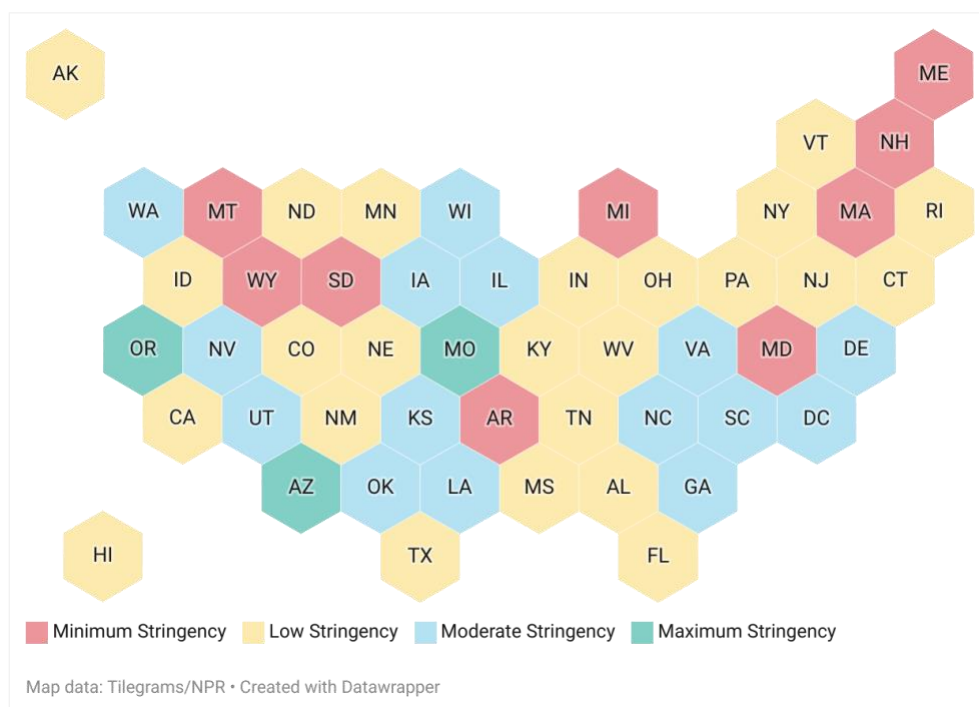 AK ME
VT NH
WA MT ND MN WI MI NY MA RI
ID WY SD IA IL IN OH PA NJ CT
OR NV CO NE MO KY WV VA MD DE
CA UT NM KS AR TN NC SC DC
AZ OK LA MS AL GA
HI TX FL
Minimum Stringency Low Stringency Moderate Stringency Maximum Stringency
Map data: Tilegrams/NPR • Created with Datawrapper